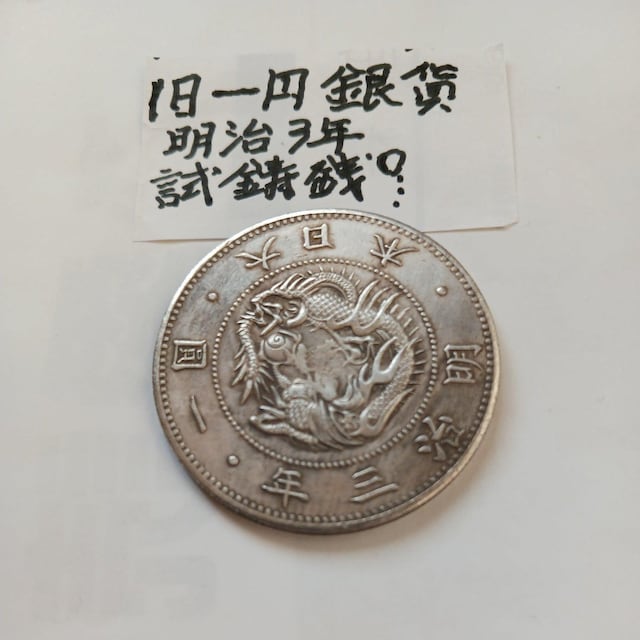 旧一円銀貨
明治3年
試鋳銭?
大日本・明治三年・一圓・